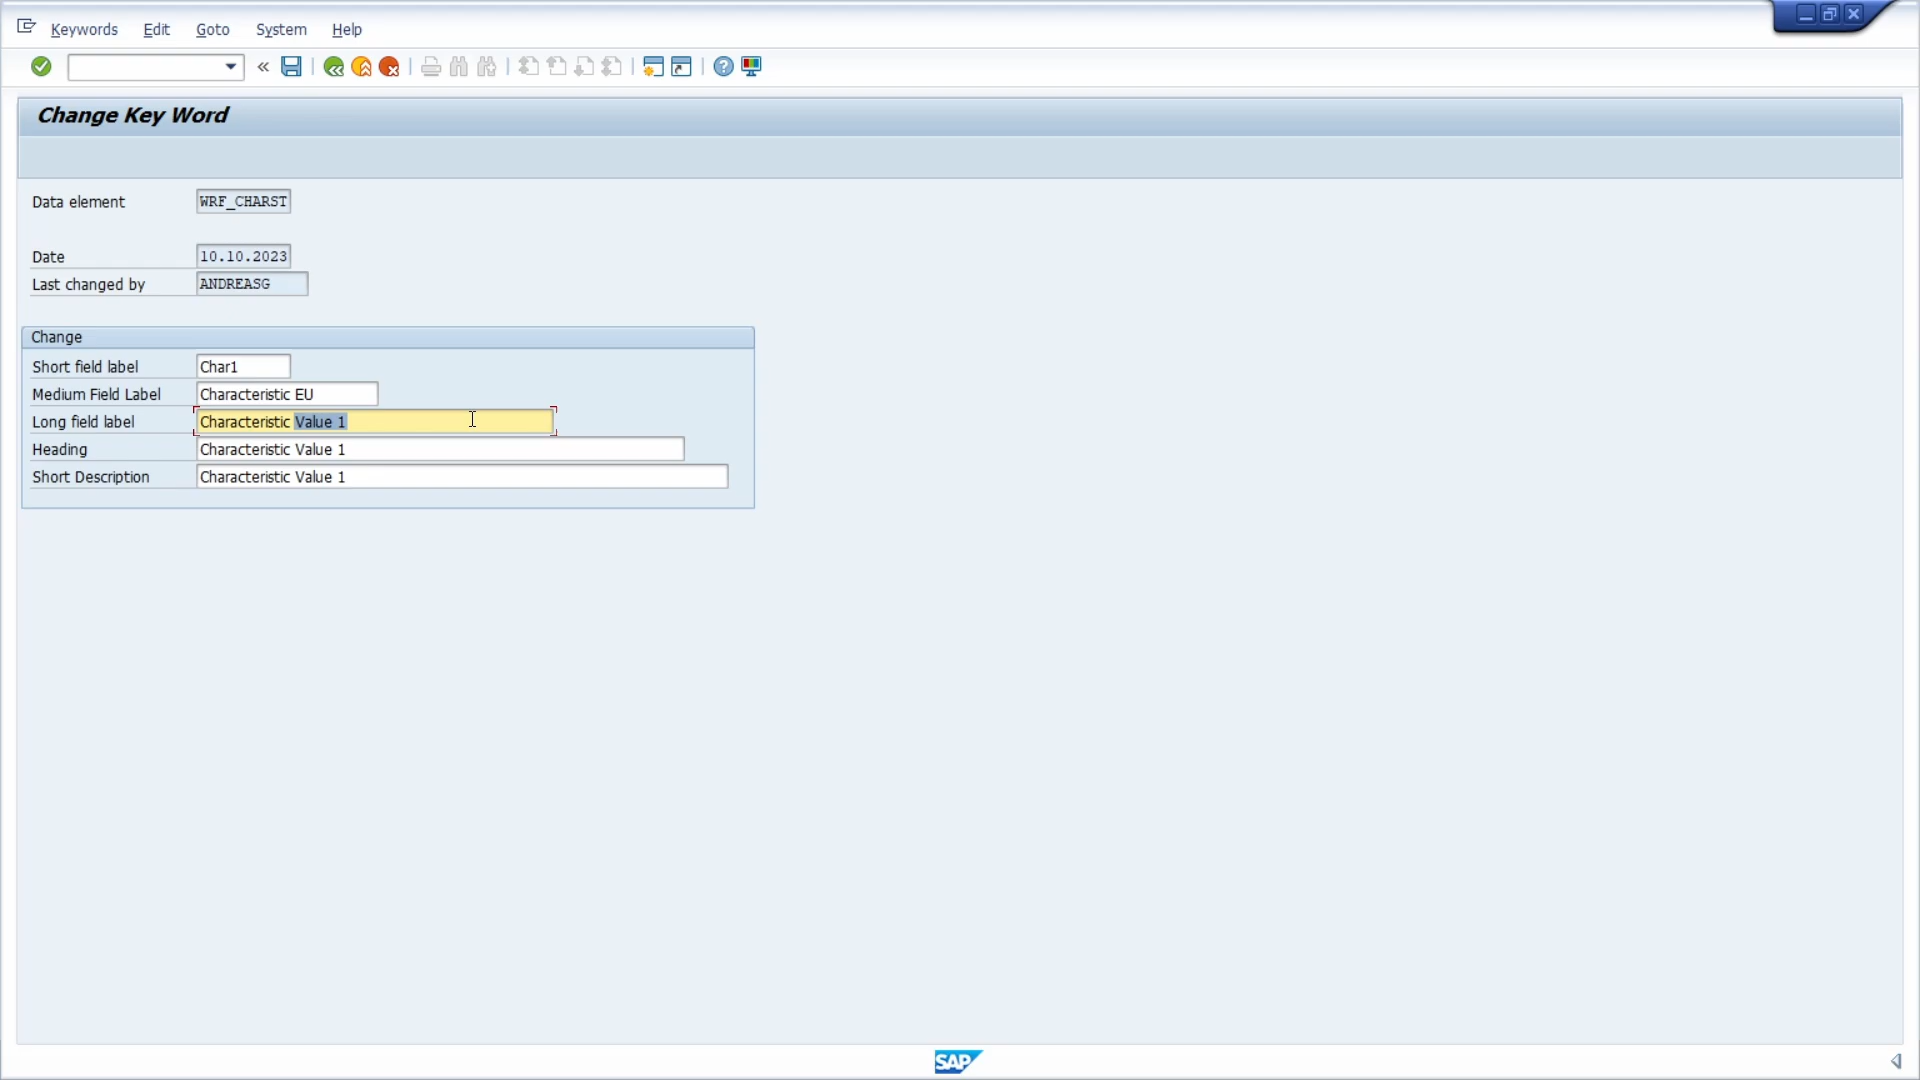 Keywords Edit Goto System Help
Change Key Word
Data element WRF_CHARST
Date 10.10.2023
Last changed by ANDREASG
Change
Short field label Char1
Medium Field Label Characteristic EU
Long field label Characteristic Value 1
Heading Characteristic Value 1
Short Description Characteristic Value 1
SAP